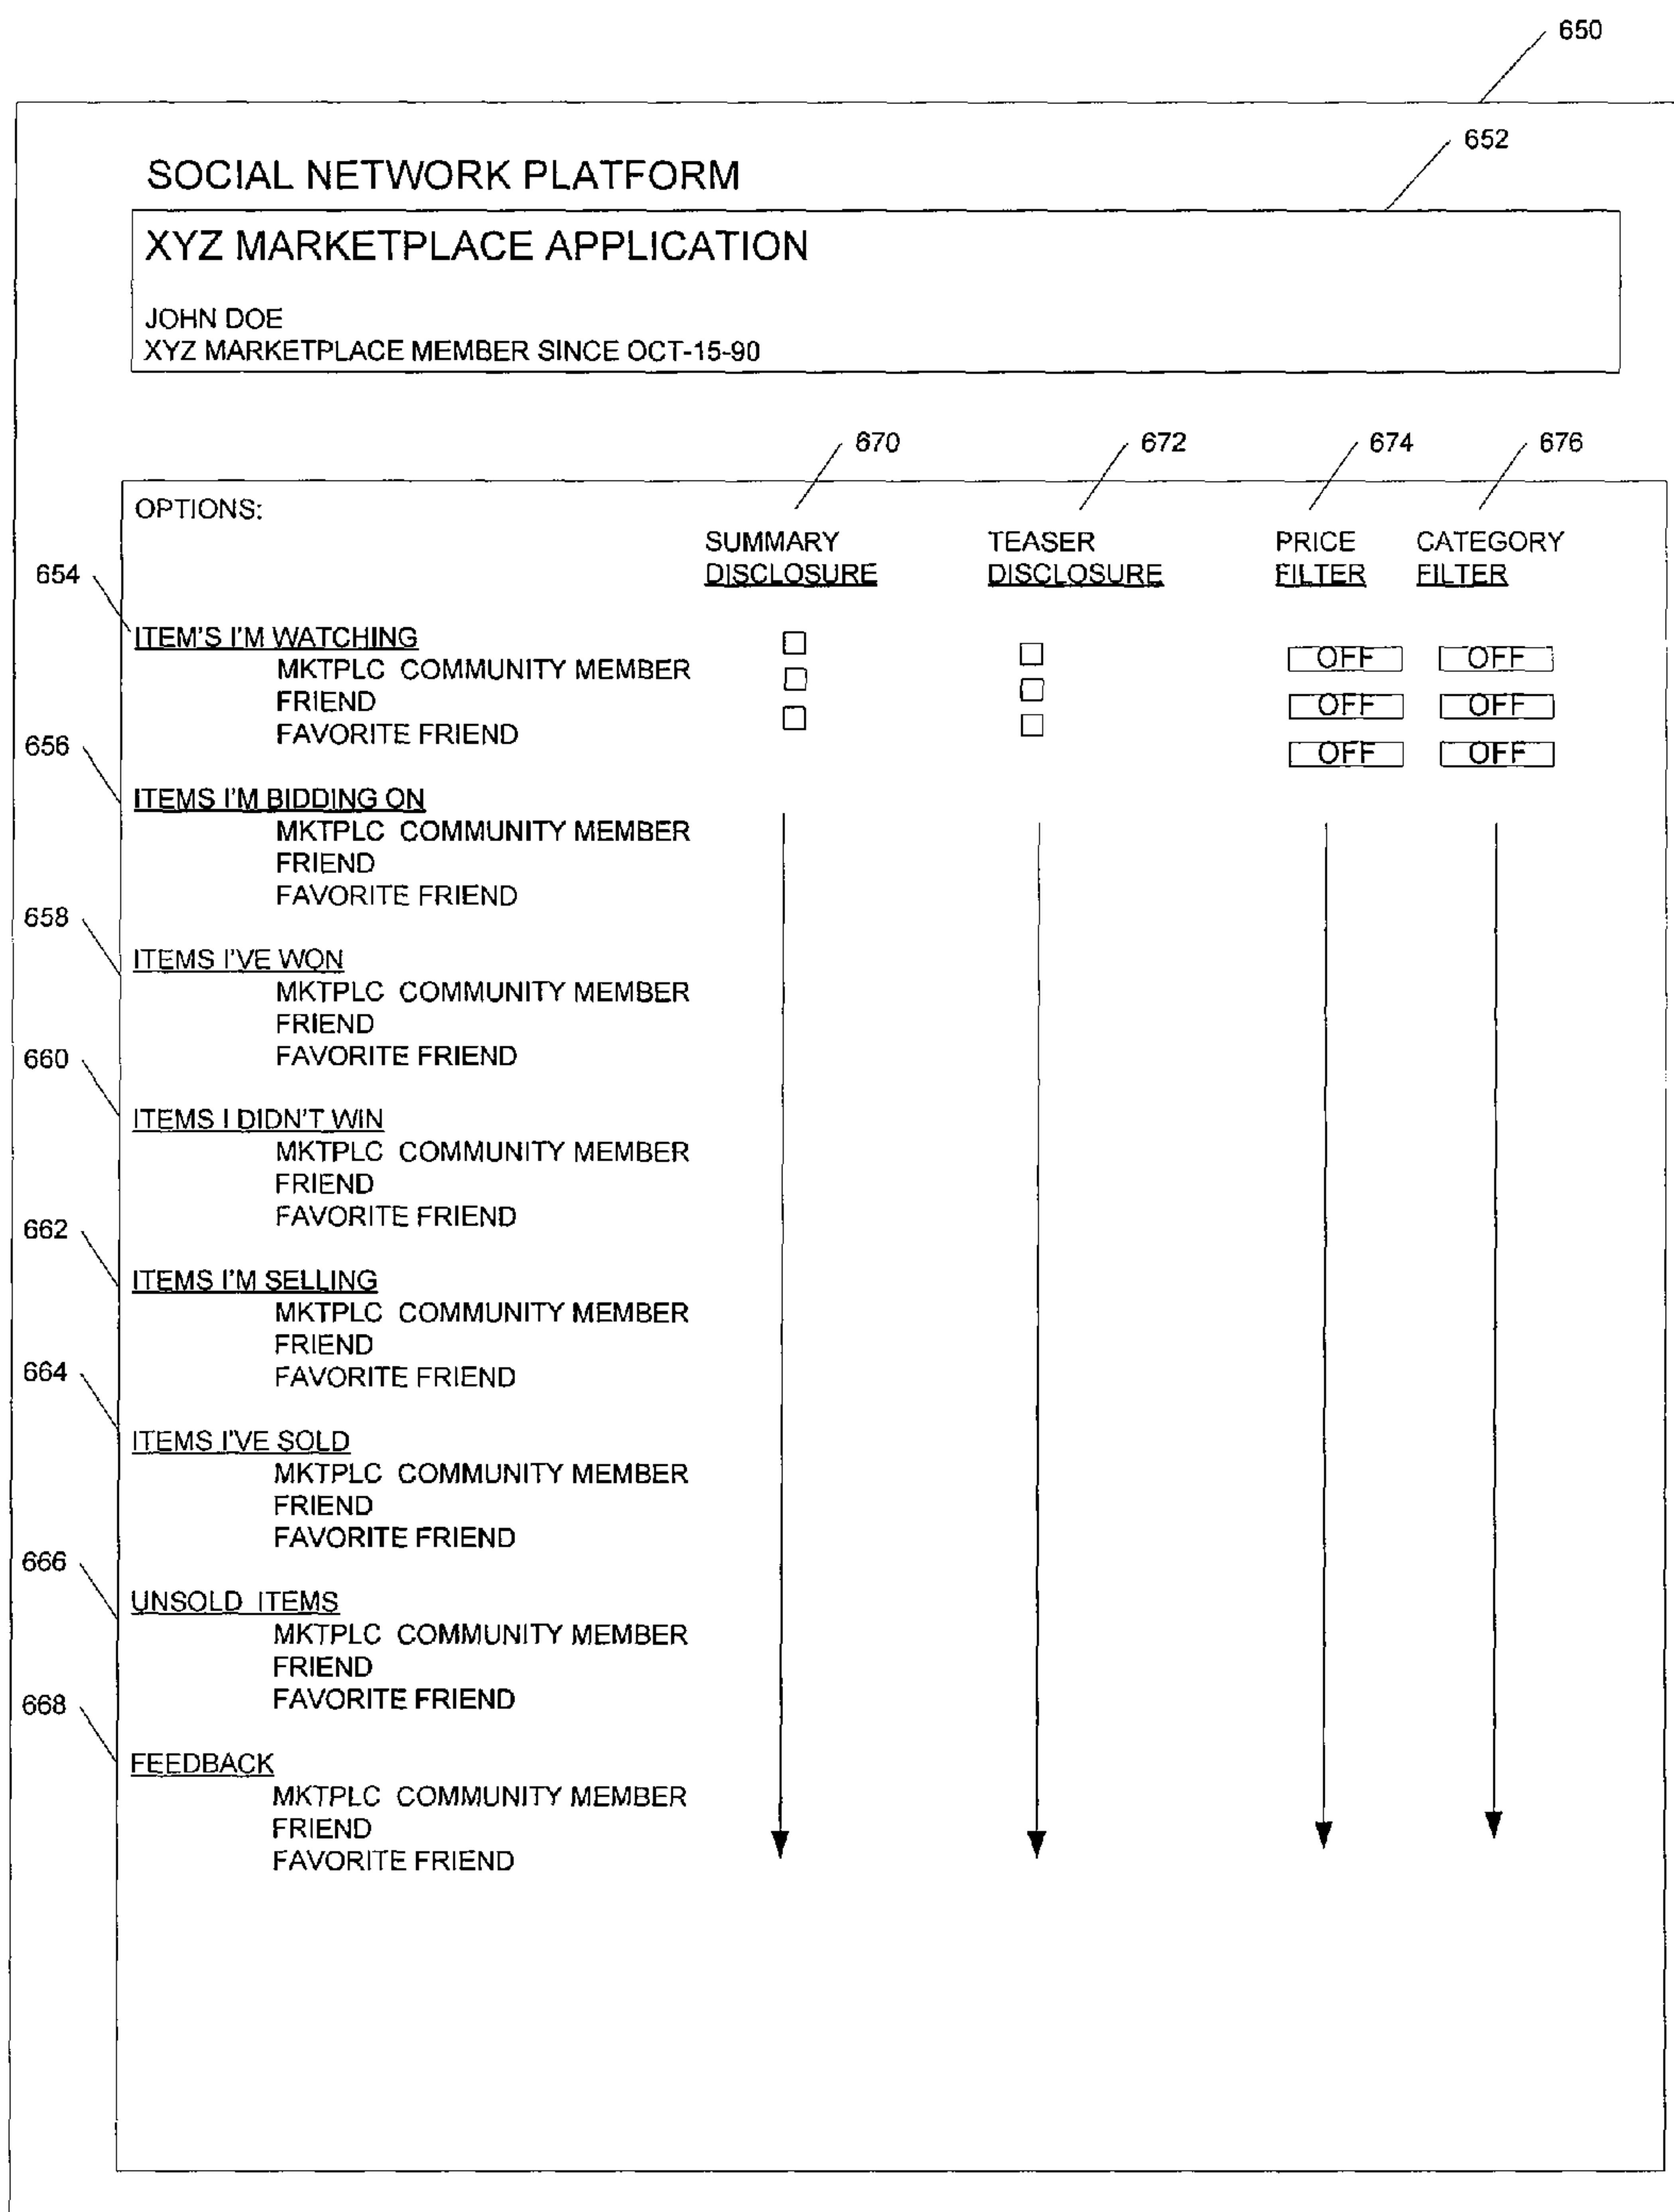 650
652
SOCIAL NETWORK PLATFORM
XYZ MARKETPLACE APPLICATION
JOHN DOE
XYZ MARKETPLACE MEMBER SINCE OCT-15-90
670 672 674 676
OPTIONS:
SUMMARY TEASER PRICE CATEGORY
DISCLOSURE DISCLOSURE FILTER FILTER
654
ITEM'S I'M WATCHING
MKTPLC COMMUNITY MEMBER OFF OFF
FRIEND OFF OFF
FAVORITE FRIEND OFF OFF
656
ITEMS I'M BIDDING ON
MKTPLC COMMUNITY MEMBER
FRIEND
FAVORITE FRIEND
658
ITEMS I'VE WON
MKTPLC COMMUNITY MEMBER
FRIEND
FAVORITE FRIEND
660
ITEMS I DIDN'T WIN
MKTPLC COMMUNITY MEMBER
FRIEND
FAVORITE FRIEND
662
ITEMS I'M SELLING
MKTPLC COMMUNITY MEMBER
FRIEND
FAVORITE FRIEND
664
ITEMS I'VE SOLD
MKTPLC COMMUNITY MEMBER
FRIEND
FAVORITE FRIEND
666
UNSOLD ITEMS
MKTPLC COMMUNITY MEMBER
FRIEND
FAVORITE FRIEND
668
FEEDBACK
MKTPLC COMMUNITY MEMBER
FRIEND
FAVORITE FRIEND